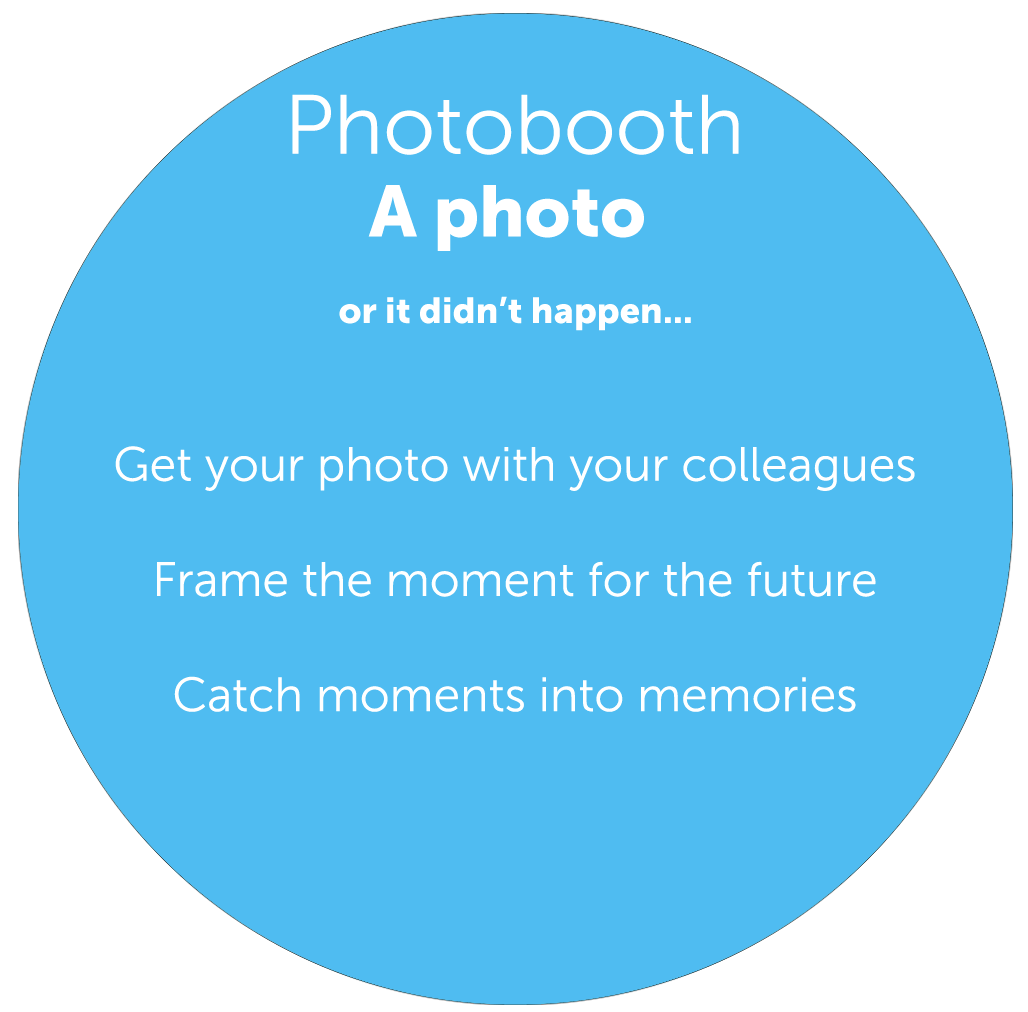 Photobooth
A photo
or it didn’t happen...
Get your photo with your colleagues
Frame the moment for the future
Catch moments into memories